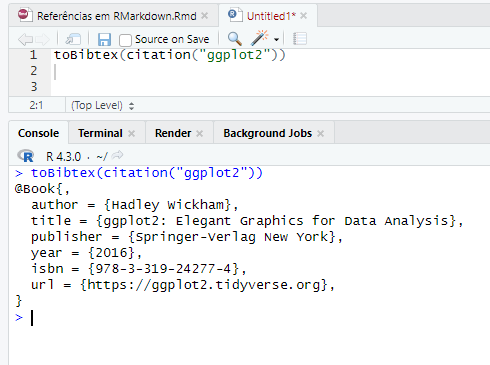 Referências em RMarkdown.Rmd
Untitled1*
Source on Save
1 toBibtex(citation("ggplot2"))
2
3
2:1 (Top Level)
Console Terminal Render Background Jobs
R 4.3.0 · ~/
> toBibtex(citation("ggplot2"))
@Book{,
  author = {Hadley Wickham},
  title = {ggplot2: Elegant Graphics for Data Analysis},
  publisher = {Springer-Verlag New York},
  year = {2016},
  isbn = {978-3-319-24277-4},
  url = {https://ggplot2.tidyverse.org},
}
>